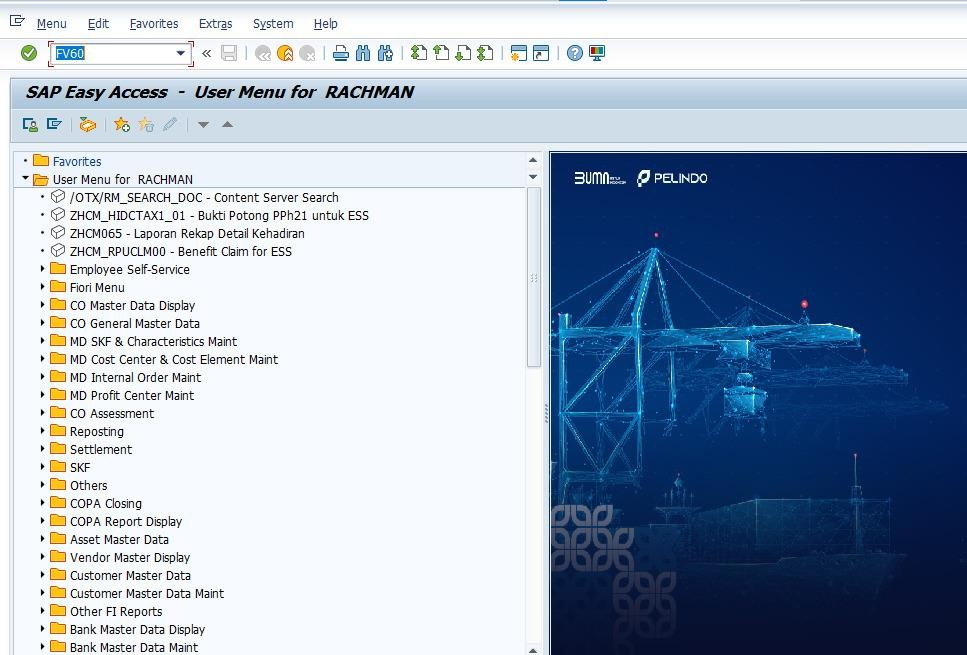 Menu Edit Favorites Extras System Help
FV60
SAP Easy Access - User Menu for RACHMAN
Favorites
User Menu for RACHMAN
/OTX/RM_SEARCH_DOC - Content Server Search
ZHCM_HIDCTAX1_01 - Bukti Potong PPh21 untuk ESS
ZHCM065 - Laporan Rekap Detail Kehadiran
ZHCM_RPUCLM00 - Benefit Claim for ESS
Employee Self-Service
Fiori Menu
CO Master Data Display
CO General Master Data
MD SKF & Characteristics Maint
MD Cost Center & Cost Element Maint
MD Internal Order Maint
MD Profit Center Maint
CO Assessment
Reposting
Settlement
SKF
Others
COPA Closing
COPA Report Display
Asset Master Data
Vendor Master Display
Customer Master Data
Customer Master Data Maint
Other FI Reports
Bank Master Data Display
Bank Master Data Maint
BUMN PELINDO